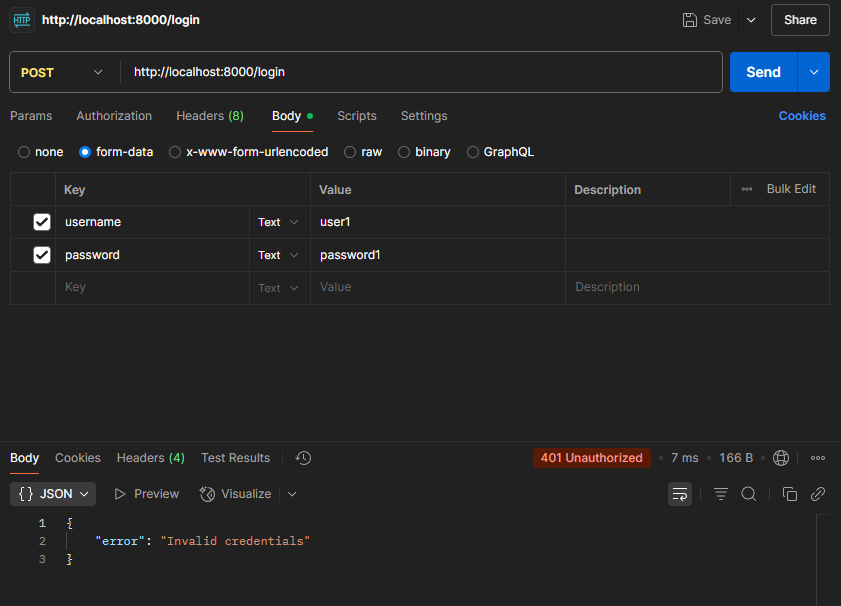 HTTP http://localhost:8000/login Save Share
POST http://localhost:8000/login Send
Params Authorization Headers (8) Body Scripts Settings Cookies
none form-data x-www-form-urlencoded raw binary GraphQL
Key Value Description Bulk Edit
username Text user1
password Text password1
Key Text Value Description
Body Cookies Headers (4) Test Results 401 Unauthorized 7 ms 166 B
{} JSON Preview Visualize
1 {
2 "error": "Invalid credentials"
3 }